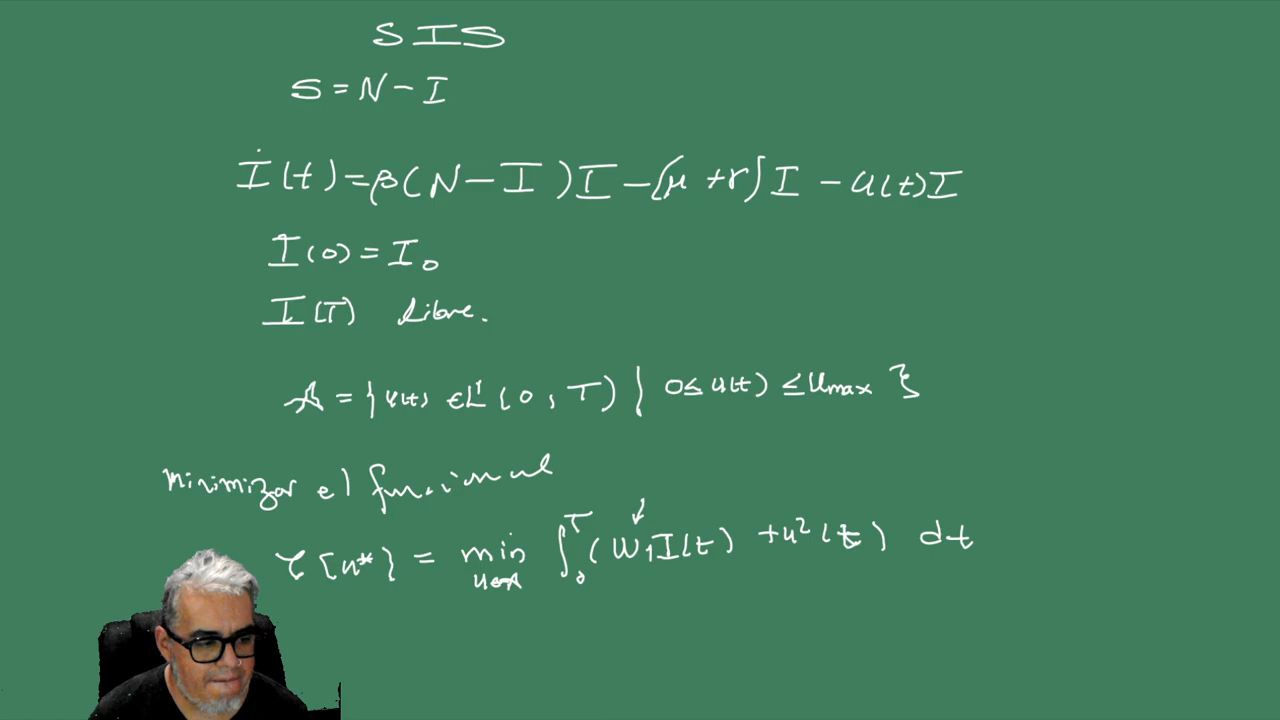 SIS
S = N - I
İ(t) = β(N - I)I - (μ + γ)I - u(t)I
I(0) = I₀
I(T) Libre.
A = { u(t) ∈ L¹(0, T) | 0 ≤ u(t) ≤ Umax }
Minimizar el funcional
J[u*] = min ∫₀ᵀ (W₁I(t) + u²(t)) dt
u∈A